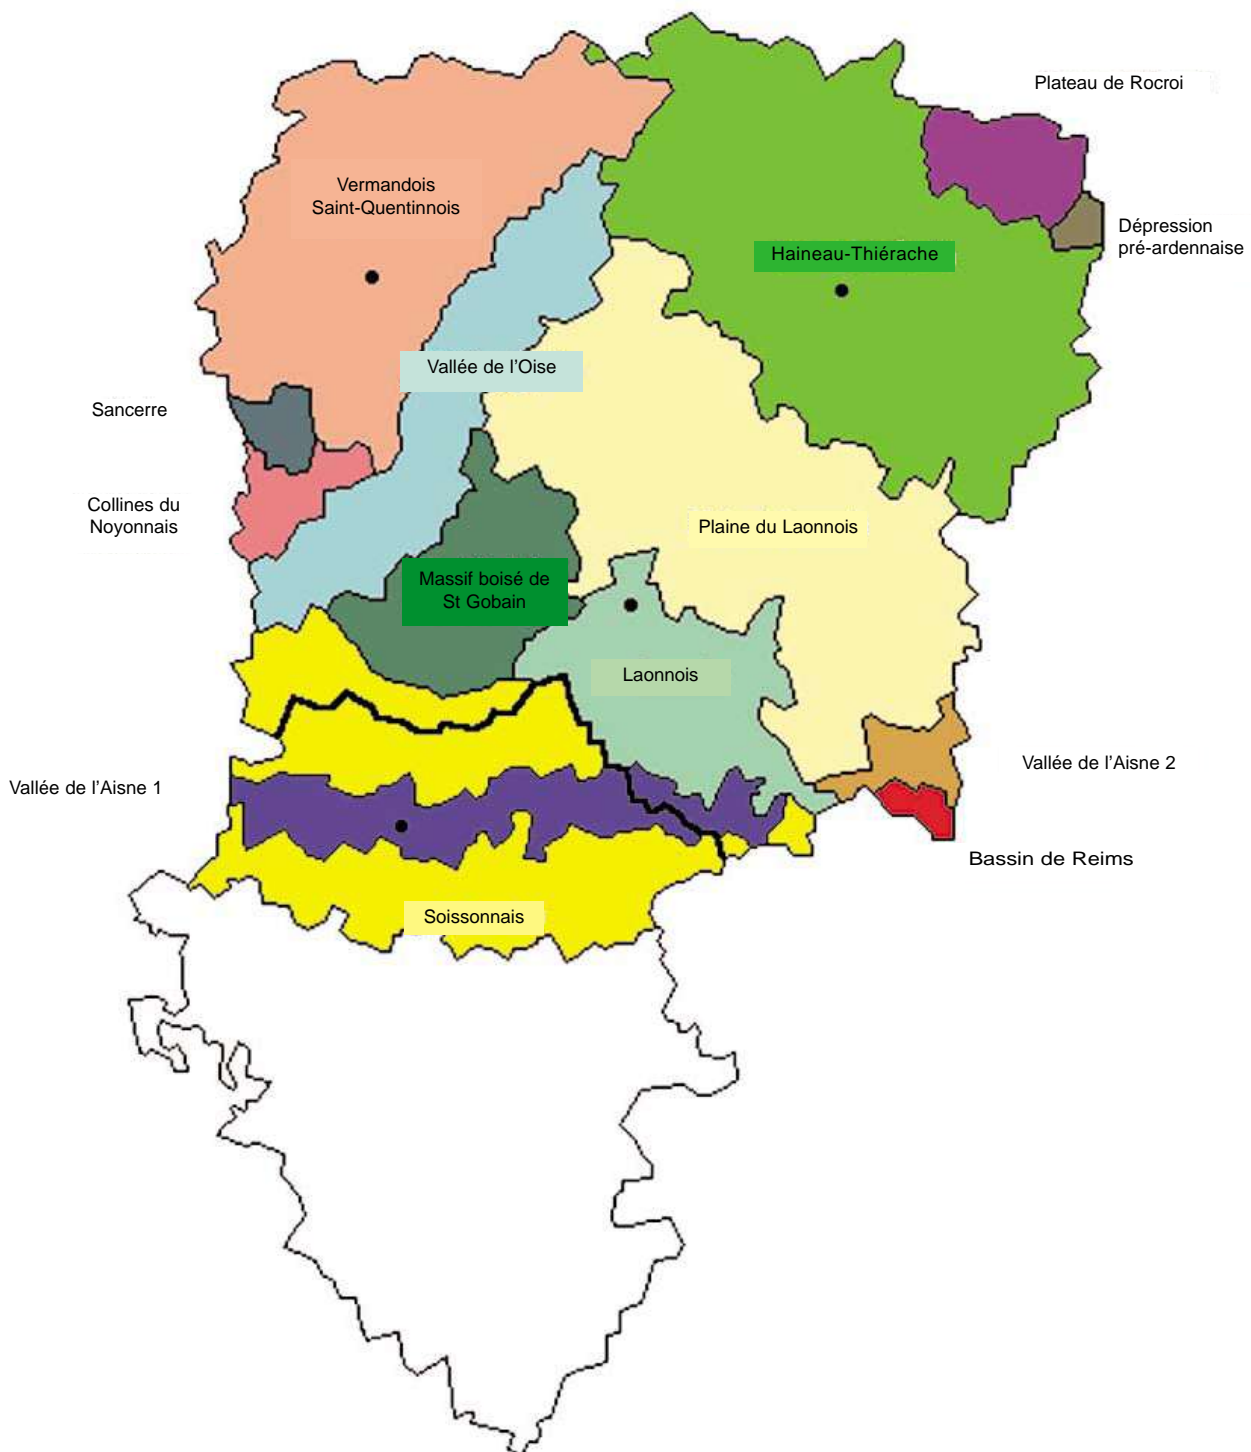 Plateau de Rocroi
Vermandois
Saint-Quentinnois
Dépression
pré-ardennaise
Haineau-Thiérache
Vallée de l'Oise
Sancerre
Collines du
Noyonnais
Plaine du Laonnois
Massif boisé de
St Gobain
Laonnois
Vallée de l'Aisne 2
Vallée de l'Aisne 1
Bassin de Reims
Soissonnais